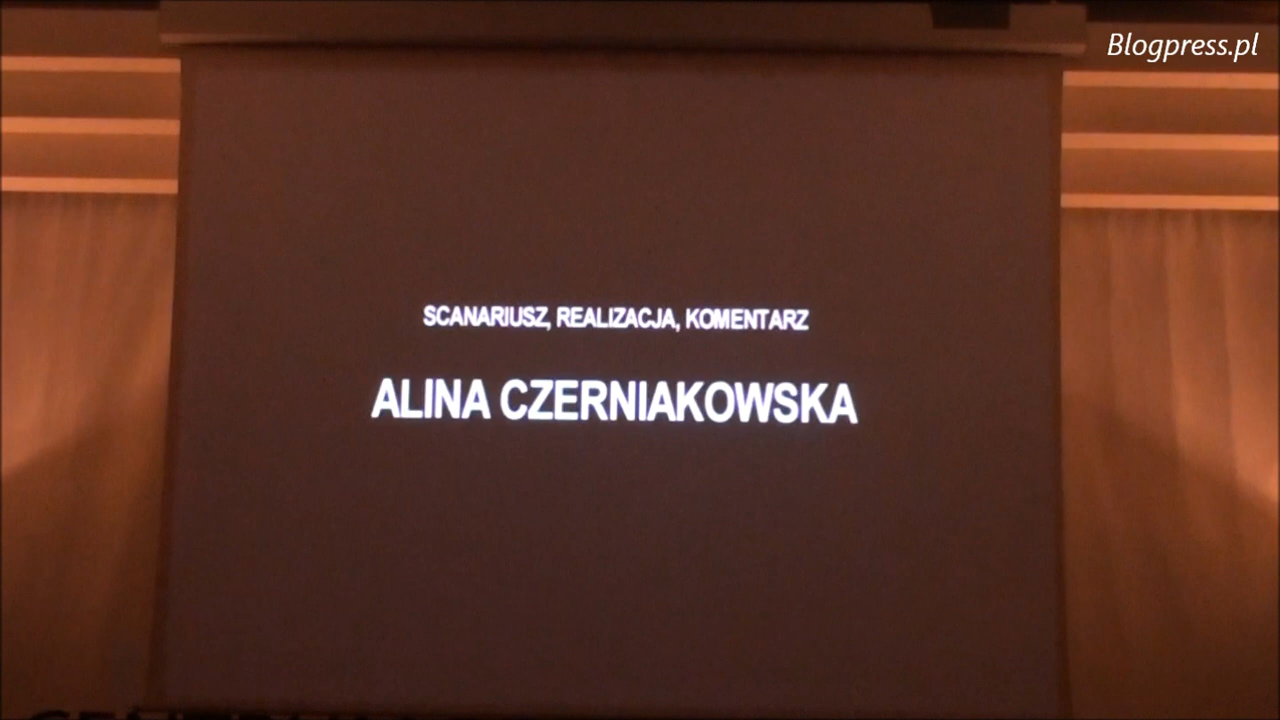 Blogpress.pl
SCANARIUSZ, REALIZACJA, KOMENTARZ
ALINA CZERNIAKOWSKA